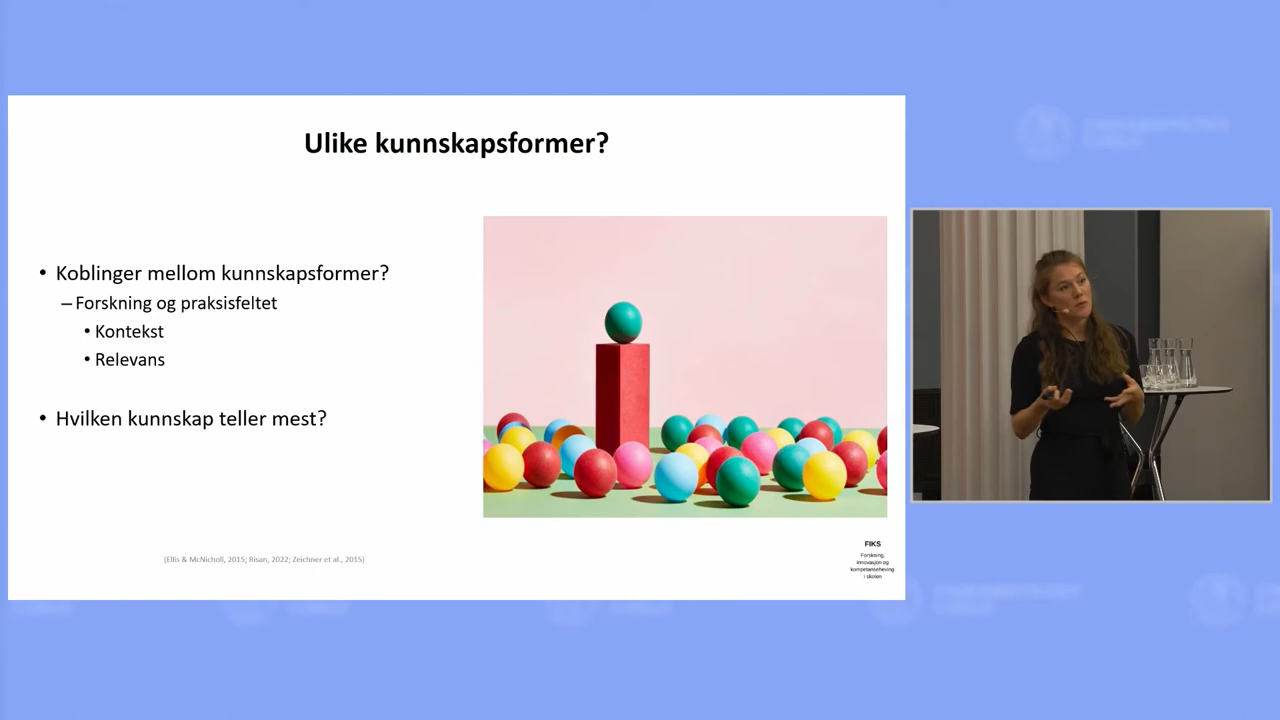 Ulike kunnskapsformer?
• Koblinger mellom kunnskapsformer?
– Forskning og praksisfeltet
• Kontekst
• Relevans
• Hvilken kunnskap teller mest?
(Ellis & McNicholl, 2015; Risan, 2022; Zeichner et al., 2015)
FIKS
Forskning,
innovasjon og
kompetanseheving
i skolen